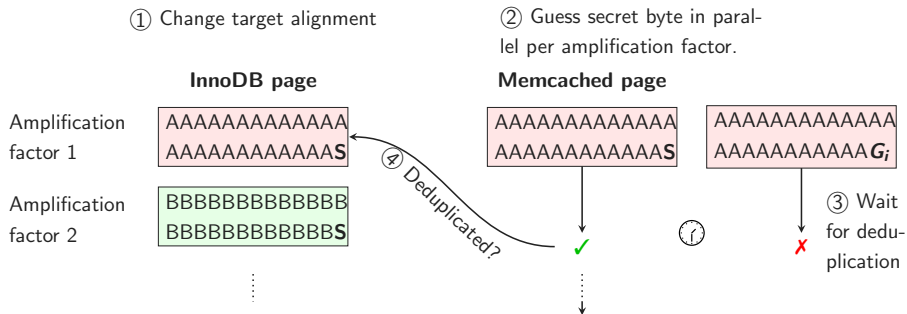 ① Change target alignment
② Guess secret byte in paral-
lel per amplification factor.
InnoDB page
Memcached page
Amplification
factor 1
AAAAAAAAAAAAA
AAAAAAAAAAAAS
AAAAAAAAAAAAA
AAAAAAAAAAAAS
AAAAAAAAAAAAA
AAAAAAAAAAAGi
Amplification
factor 2
BBBBBBBBBBBBB
BBBBBBBBBBBBS
④ Deduplicated?
✓
✗
③ Wait
for dedu-
plication